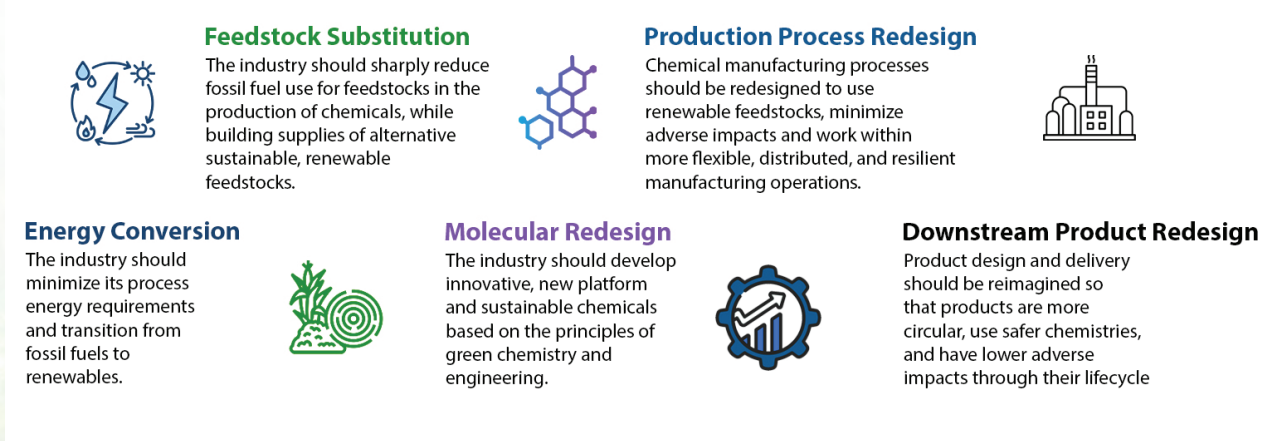 Feedstock Substitution
The industry should sharply reduce
fossil fuel use for feedstocks in the
production of chemicals, while
building supplies of alternative
sustainable, renewable
feedstocks.
Production Process Redesign
Chemical manufacturing processes
should be redesigned to use
renewable feedstocks, minimize
adverse impacts and work within
more flexible, distributed, and resilient
manufacturing operations.
Energy Conversion
The industry should
minimize its process
energy requirements
and transition from
fossil fuels to
renewables.
Molecular Redesign
The industry should develop
innovative, new platform
and sustainable chemicals
based on the principles of
green chemistry and
engineering.
Downstream Product Redesign
Product design and delivery
should be reimagined so
that products are more
circular, use safer chemistries,
and have lower adverse
impacts through their lifecycle